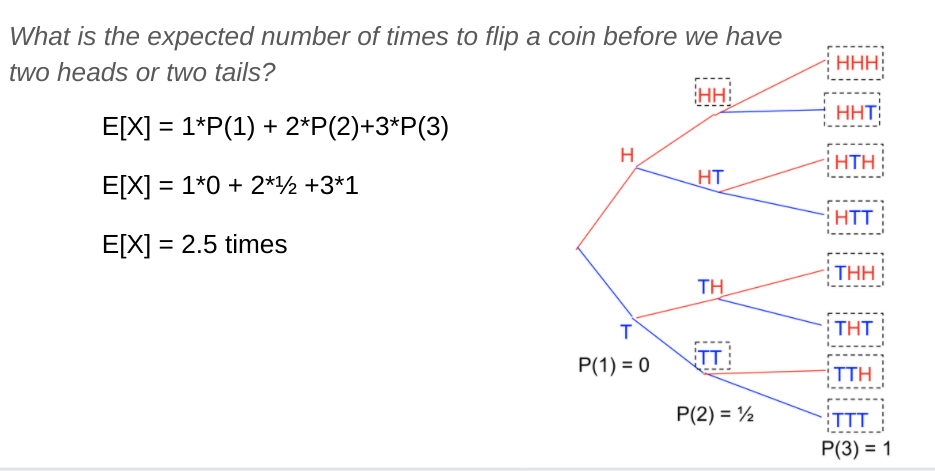 What is the expected number of times to flip a coin before we have
two heads or two tails?
E[X] = 1*P(1) + 2*P(2)+3*P(3)
E[X] = 1*0 + 2*½ +3*1
E[X] = 2.5 times
HHH
HH
HHT
H
HTH
HT
HTT
THH
TH
THT
T
TT
P(1) = 0
TTH
P(2) = ½
TTT
P(3) = 1